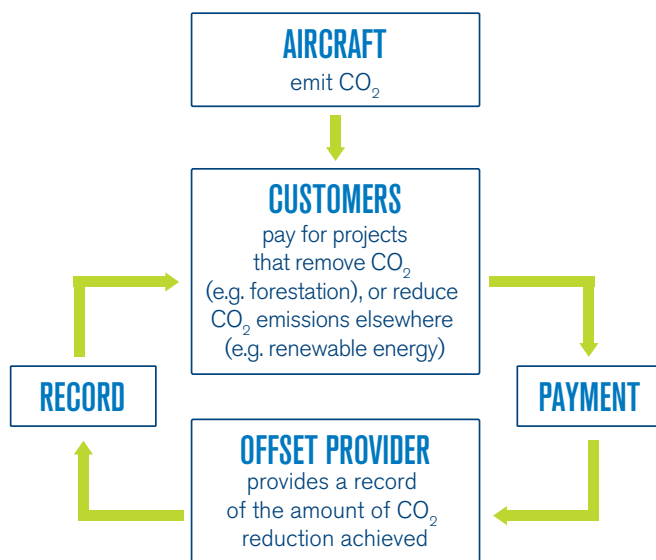 AIRCRAFT
emit CO₂
CUSTOMERS
pay for projects
that remove CO₂
(e.g. forestation), or reduce
CO₂ emissions elsewhere
(e.g. renewable energy)
RECORD
PAYMENT
OFFSET PROVIDER
provides a record
of the amount of CO₂
reduction achieved